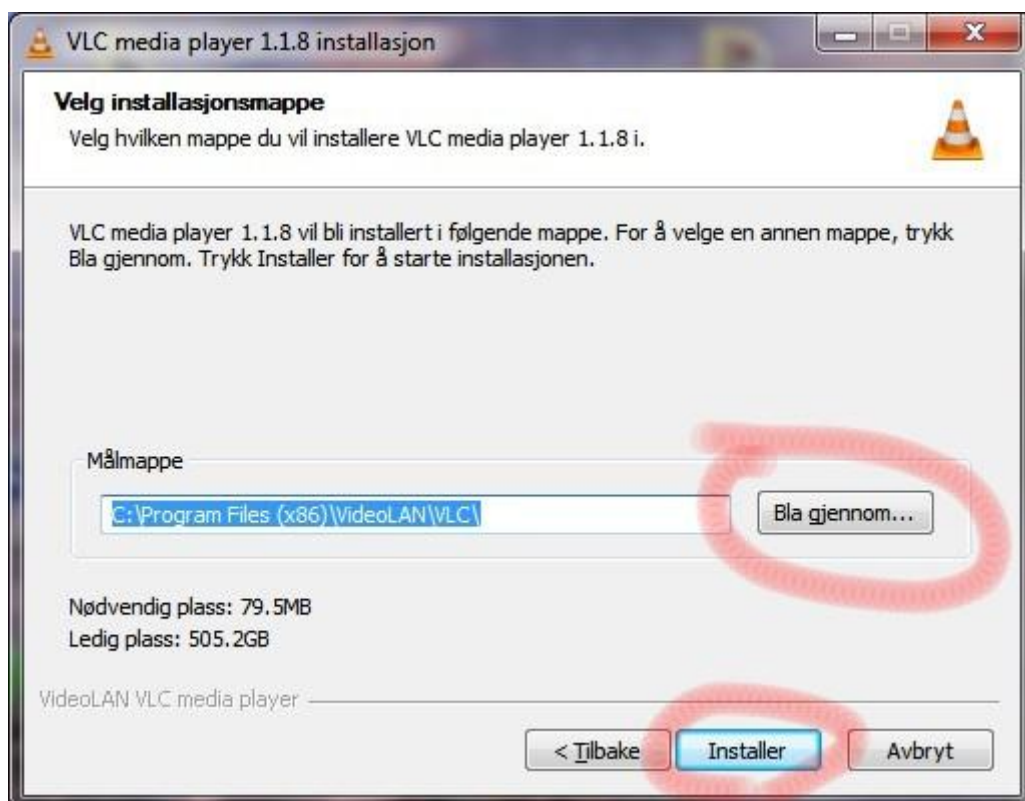 VLC media player 1.1.8 installasjon
Velg installasjonsmappe
Velg hvilken mappe du vil installere VLC media player 1.1.8 i.
VLC media player 1.1.8 vil bli installert i følgende mappe. For å velge en annen mappe, trykk
Bla gjennom. Trykk Installer for å starte installasjonen.
Målmappe
C:\Program Files (x86)\VideoLAN\VLC\
Bla gjennom...
Nødvendig plass: 79.5MB
Ledig plass: 505.2GB
VideoLAN VLC media player
< Tilbake
Installer
Avbryt